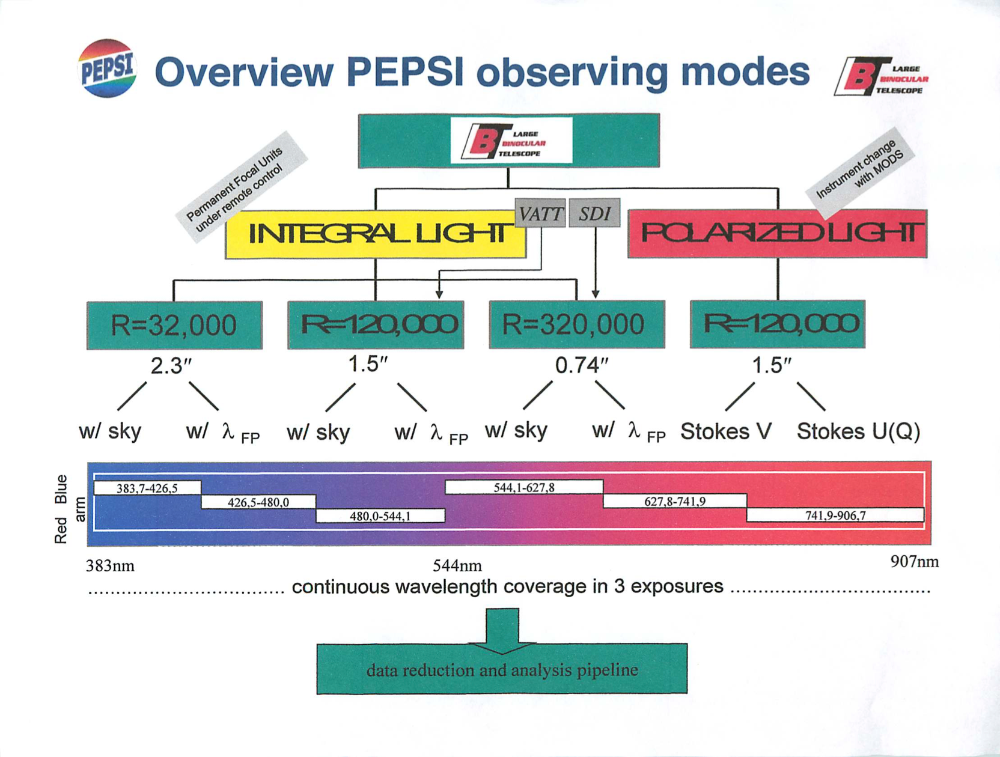 PEPSI
Overview PEPSI observing modes
LARGE
BINOCULAR
TELESCOPE
LBT
LARGE
BINOCULAR
TELESCOPE
LBT
Permanent Focal Units
under remote control
Instrument change
with MODS
VATT
SDI
INTEGRAL LIGHT
POLARIZED LIGHT
R=32,000
R=120,000
R=320,000
R=120,000
2.3″
1.5″
0.74″
1.5″
w/ sky
w/ λ FP
w/ sky
w/ λ FP
w/ sky
w/ λ FP
Stokes V
Stokes U(Q)
Red Blue
arm
383,7-426,5
544,1-627,8
426,5-480,0
627,8-741,9
480,0-544,1
741,9-906,7
383nm
544nm
907nm
................................... continuous wavelength coverage in 3 exposures ....................................
data reduction and analysis pipeline